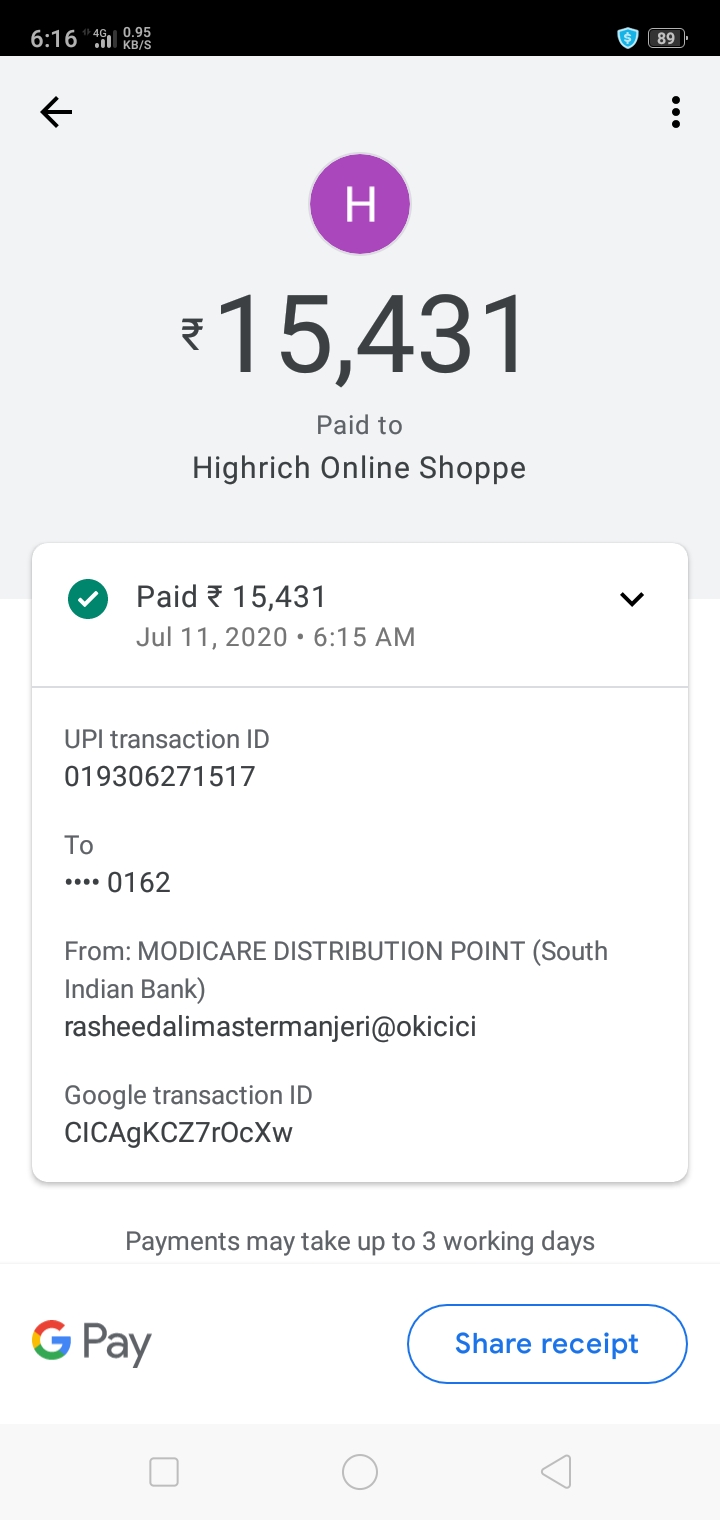 6:16 4G 0.95 KB/S 89
H
₹15,431
Paid to
Highrich Online Shoppe
Paid ₹ 15,431
Jul 11, 2020 • 6:15 AM
UPI transaction ID
019306271517
To
•••• 0162
From: MODICARE DISTRIBUTION POINT (South
Indian Bank)
rasheedalimastermanjeri@okicici
Google transaction ID
CICAgKCZ7rOcXw
Payments may take up to 3 working days
G Pay
Share receipt